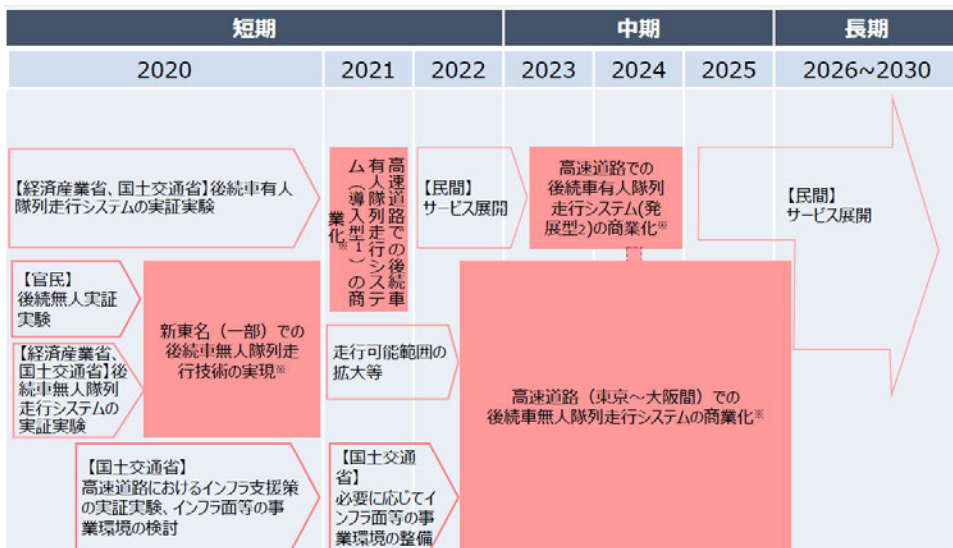 短期
中期
長期
2020
2021
2022
2023
2024
2025
2026~2030
【経済産業省、国土交通省】後続車有人
隊列走行システムの実証実験
高速道路での後続車
有人隊列走行システ
ム（導入型1）の商
業化※
【民間】
サービス展開
高速道路での
後続車有人隊列
走行システム(発
展型2)の商業化※
【民間】
サービス展開
【官民】
後続無人実証
実験
【経済産業省、
国土交通省】後
続車無人隊列
走行システムの
実証実験
新東名（一部）での
後続車無人隊列走
行技術の実現※
走行可能範囲の
拡大等
高速道路（東京～大阪間）での
後続車無人隊列走行システムの商業化※
【国土交通省】
高速道路におけるインフラ支援策
の実証実験、インフラ面等の事
業環境の検討
【国土交通
省】
必要に応じてイ
ンフラ面等の事
業環境の整備